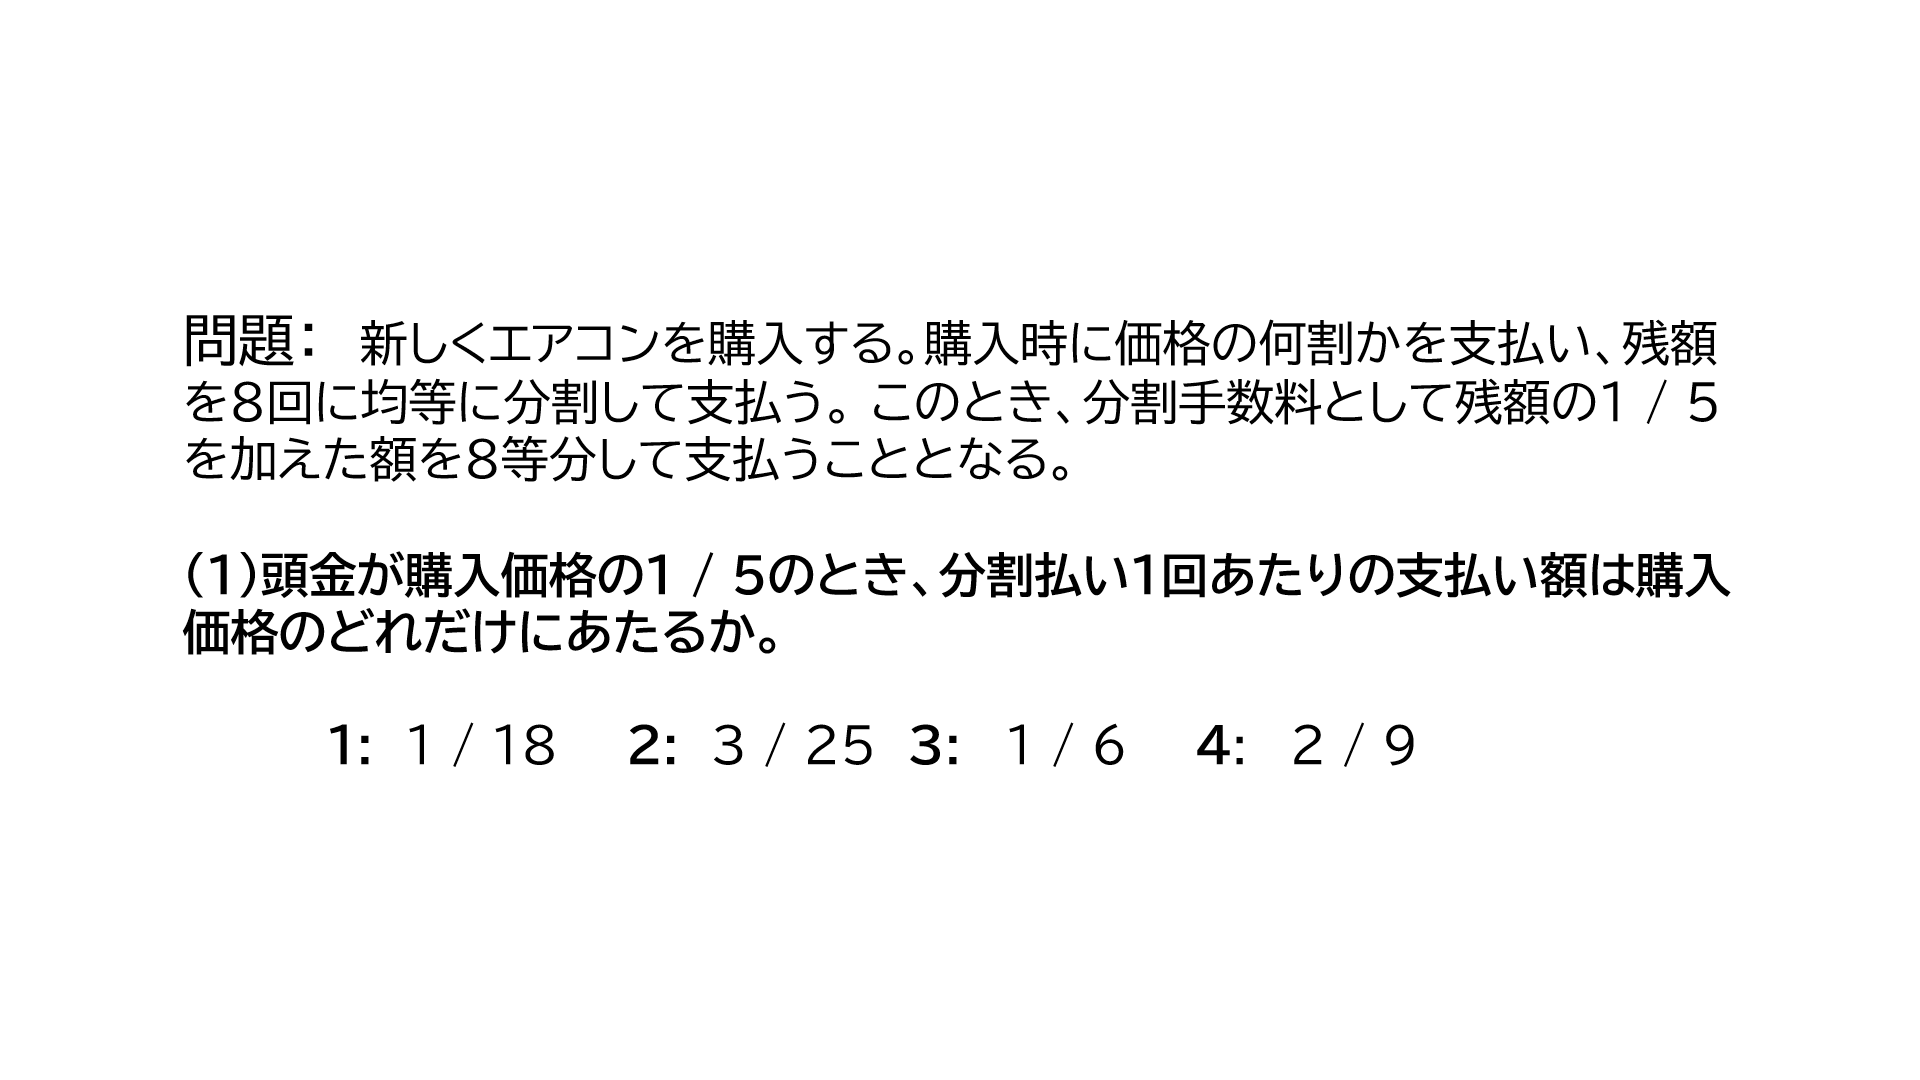 問題： 新しくエアコンを購入する。購入時に価格の何割かを支払い、残額
を８回に均等に分割して支払う。このとき、分割手数料として残額の１ / ５
を加えた額を８等分して支払うこととなる。
（１）頭金が購入価格の１ / ５のとき、分割払い１回あたりの支払い額は購入
価格のどれだけにあたるか。
1: 1 / 18 2: 3 / 25 3: 1 / 6 4: 2 / 9